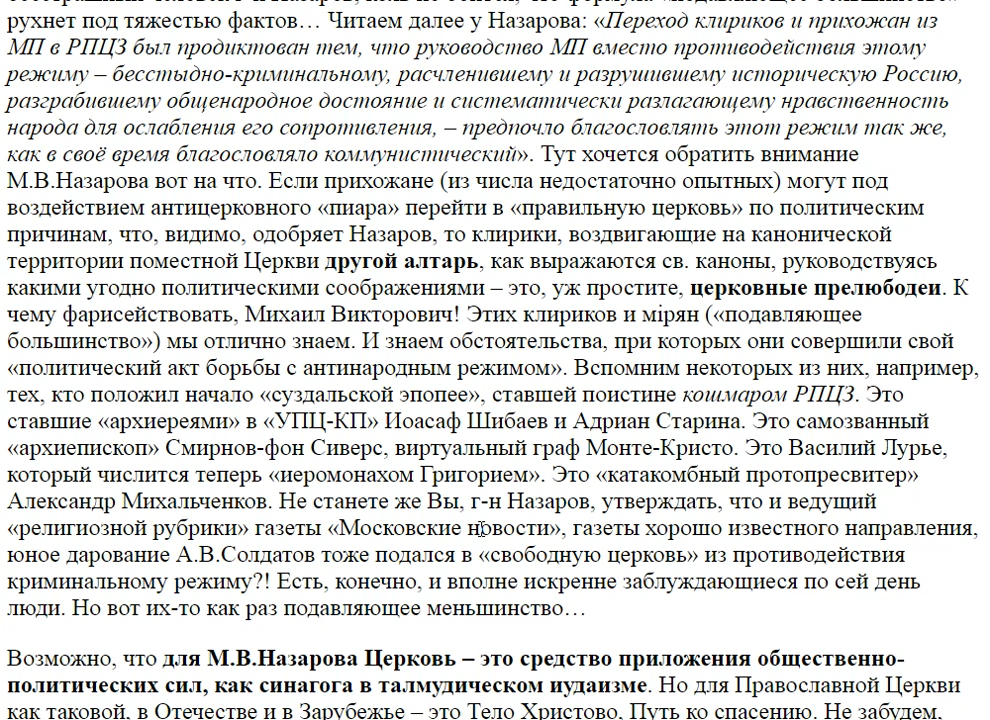 рухнет под тяжестью фактов… Читаем далее у Назарова: «Переход клириков и прихожан из
МП в РПЦЗ был продиктован тем, что руководство МП вместо противодействия этому
режиму – бесстыдно-криминальному, расчленившему и разрушившему историческую Россию,
разграбившему общенародное достояние и систематически разлагающему нравственность
народа для ослабления его сопротивления, – предпочло благословлять этот режим так же,
как в своё время благословляло коммунистический». Тут хочется обратить внимание
М.В.Назарова вот на что. Если прихожане (из числа недостаточно опытных) могут под
воздействием антицерковного «пиара» перейти в «правильную церковь» по политическим
причинам, что, видимо, одобряет Назаров, то клирики, воздвигающие на канонической
территории поместной Церкви другой алтарь, как выражаются св. каноны, руководствуясь
какими угодно политическими соображениями – это, уж простите, церковные прелюбодеи. К
чему фарисействовать, Михаил Викторович! Этих клириков и мiрян («подавляющее
большинство») мы отлично знаем. И знаем обстоятельства, при которых они совершили свой
«политический акт борьбы с антинародным режимом». Вспомним некоторых из них, например,
тех, кто положил начало «суздальской эпопее», ставшей поистине кошмаром РПЦЗ. Это
ставшие «архиереями» в «УПЦ-КП» Иоасаф Шибаев и Адриан Старина. Это самозванный
«архиепископ» Смирнов-фон Сиверс, виртуальный граф Монте-Кристо. Это Василий Лурье,
который числится теперь «иеромонахом Григорием». Это «катакомбный протопресвитер»
Александр Михальченков. Не станете же Вы, г-н Назаров, утверждать, что и ведущий
«религиозной рубрики» газеты «Московские новости», газеты хорошо известного направления,
юное дарование А.В.Солдатов тоже подался в «свободную церковь» из противодействия
криминальному режиму?! Есть, конечно, и вполне искренне заблуждающиеся по сей день
люди. Но вот их-то как раз подавляющее меньшинство…
Возможно, что для М.В.Назарова Церковь – это средство приложения общественно-
политических сил, как синагога в талмудическом иудаизме. Но для Православной Церкви
как таковой, в Отечестве и в Зарубежье – это Тело Христово, Путь ко спасению. Не забудем,